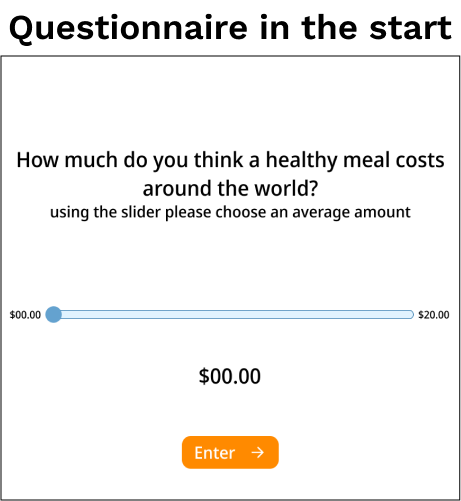 Questionnaire in the start
How much do you think a healthy meal costs
around the world?
using the slider please choose an average amount
$00.00 $20.00
$00.00
Enter →